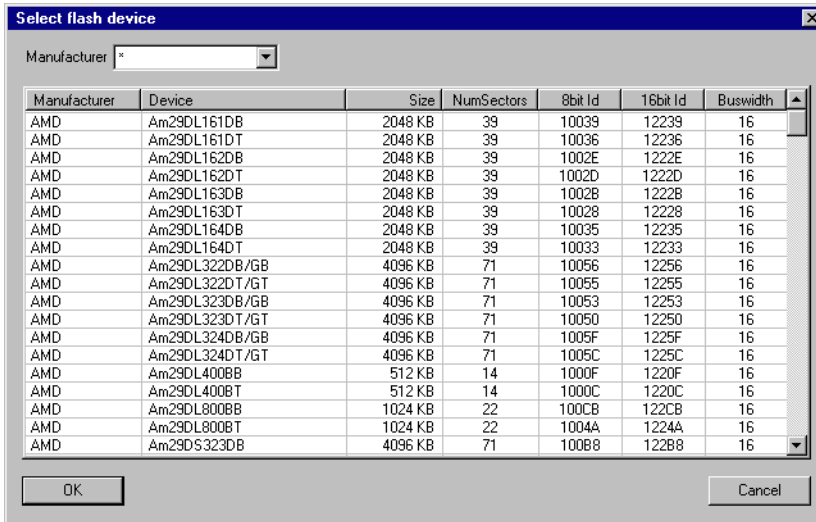 Select flash device
Manufacturer *
Manufacturer Device Size NumSectors 8bit Id 16bit Id Buswidth
AMD Am29DL161DB 2048 KB 39 10039 12239 16
AMD Am29DL161DT 2048 KB 39 10036 12236 16
AMD Am29DL162DB 2048 KB 39 1002E 1222E 16
AMD Am29DL162DT 2048 KB 39 1002D 1222D 16
AMD Am29DL163DB 2048 KB 39 1002B 1222B 16
AMD Am29DL163DT 2048 KB 39 10028 12228 16
AMD Am29DL164DB 2048 KB 39 10035 12235 16
AMD Am29DL164DT 2048 KB 39 10033 12233 16
AMD Am29DL322DB/GB 4096 KB 71 10056 12256 16
AMD Am29DL322DT/GT 4096 KB 71 10055 12255 16
AMD Am29DL323DB/GB 4096 KB 71 10053 12253 16
AMD Am29DL323DT/GT 4096 KB 71 10050 12250 16
AMD Am29DL324DB/GB 4096 KB 71 1005F 1225F 16
AMD Am29DL324DT/GT 4096 KB 71 1005C 1225C 16
AMD Am29DL400BB 512 KB 14 1000F 1220F 16
AMD Am29DL400BT 512 KB 14 1000C 1220C 16
AMD Am29DL800BB 1024 KB 22 100CB 122CB 16
AMD Am29DL800BT 1024 KB 22 1004A 1224A 16
AMD Am29DS323DB 4096 KB 71 100B8 122B8 16
OK Cancel